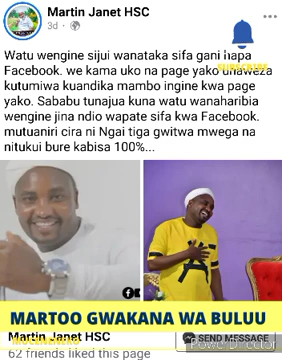 Martin Janet HSC
3d
Watu wengine sijui wanataka sifa gani hapa
Facebook. we kama uko na page yako unaweza
kutumiwa kuandika mambo ingine kwa page
yako. Sababu tunajua kuna watu wanaharibia
wengine jina ndio wapate sifa kwa Facebook.
mutuaniri cira ni Ngai tiga gwitwa mwega na
nitukui bure kabisa 100%...
SUBSCRIBE
MARTOO GWAKANA WA BULUU
Martin Janet HSC
SEND MESSAGE
PowerDirector
62 friends liked this page